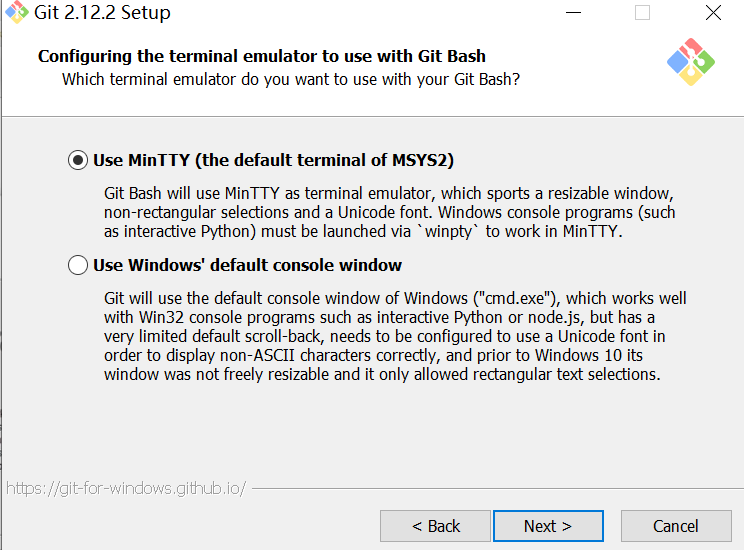 Git 2.12.2 Setup
Configuring the terminal emulator to use with Git Bash
Which terminal emulator do you want to use with your Git Bash?
Use MinTTY (the default terminal of MSYS2)
Git Bash will use MinTTY as terminal emulator, which sports a resizable window,
non-rectangular selections and a Unicode font. Windows console programs (such
as interactive Python) must be launched via `winpty` to work in MinTTY.
Use Windows' default console window
Git will use the default console window of Windows ("cmd.exe"), which works well
with Win32 console programs such as interactive Python or node.js, but has a
very limited default scroll-back, needs to be configured to use a Unicode font in
order to display non-ASCII characters correctly, and prior to Windows 10 its
window was not freely resizable and it only allowed rectangular text selections.
https://git-for-windows.github.io/
< Back
Next >
Cancel